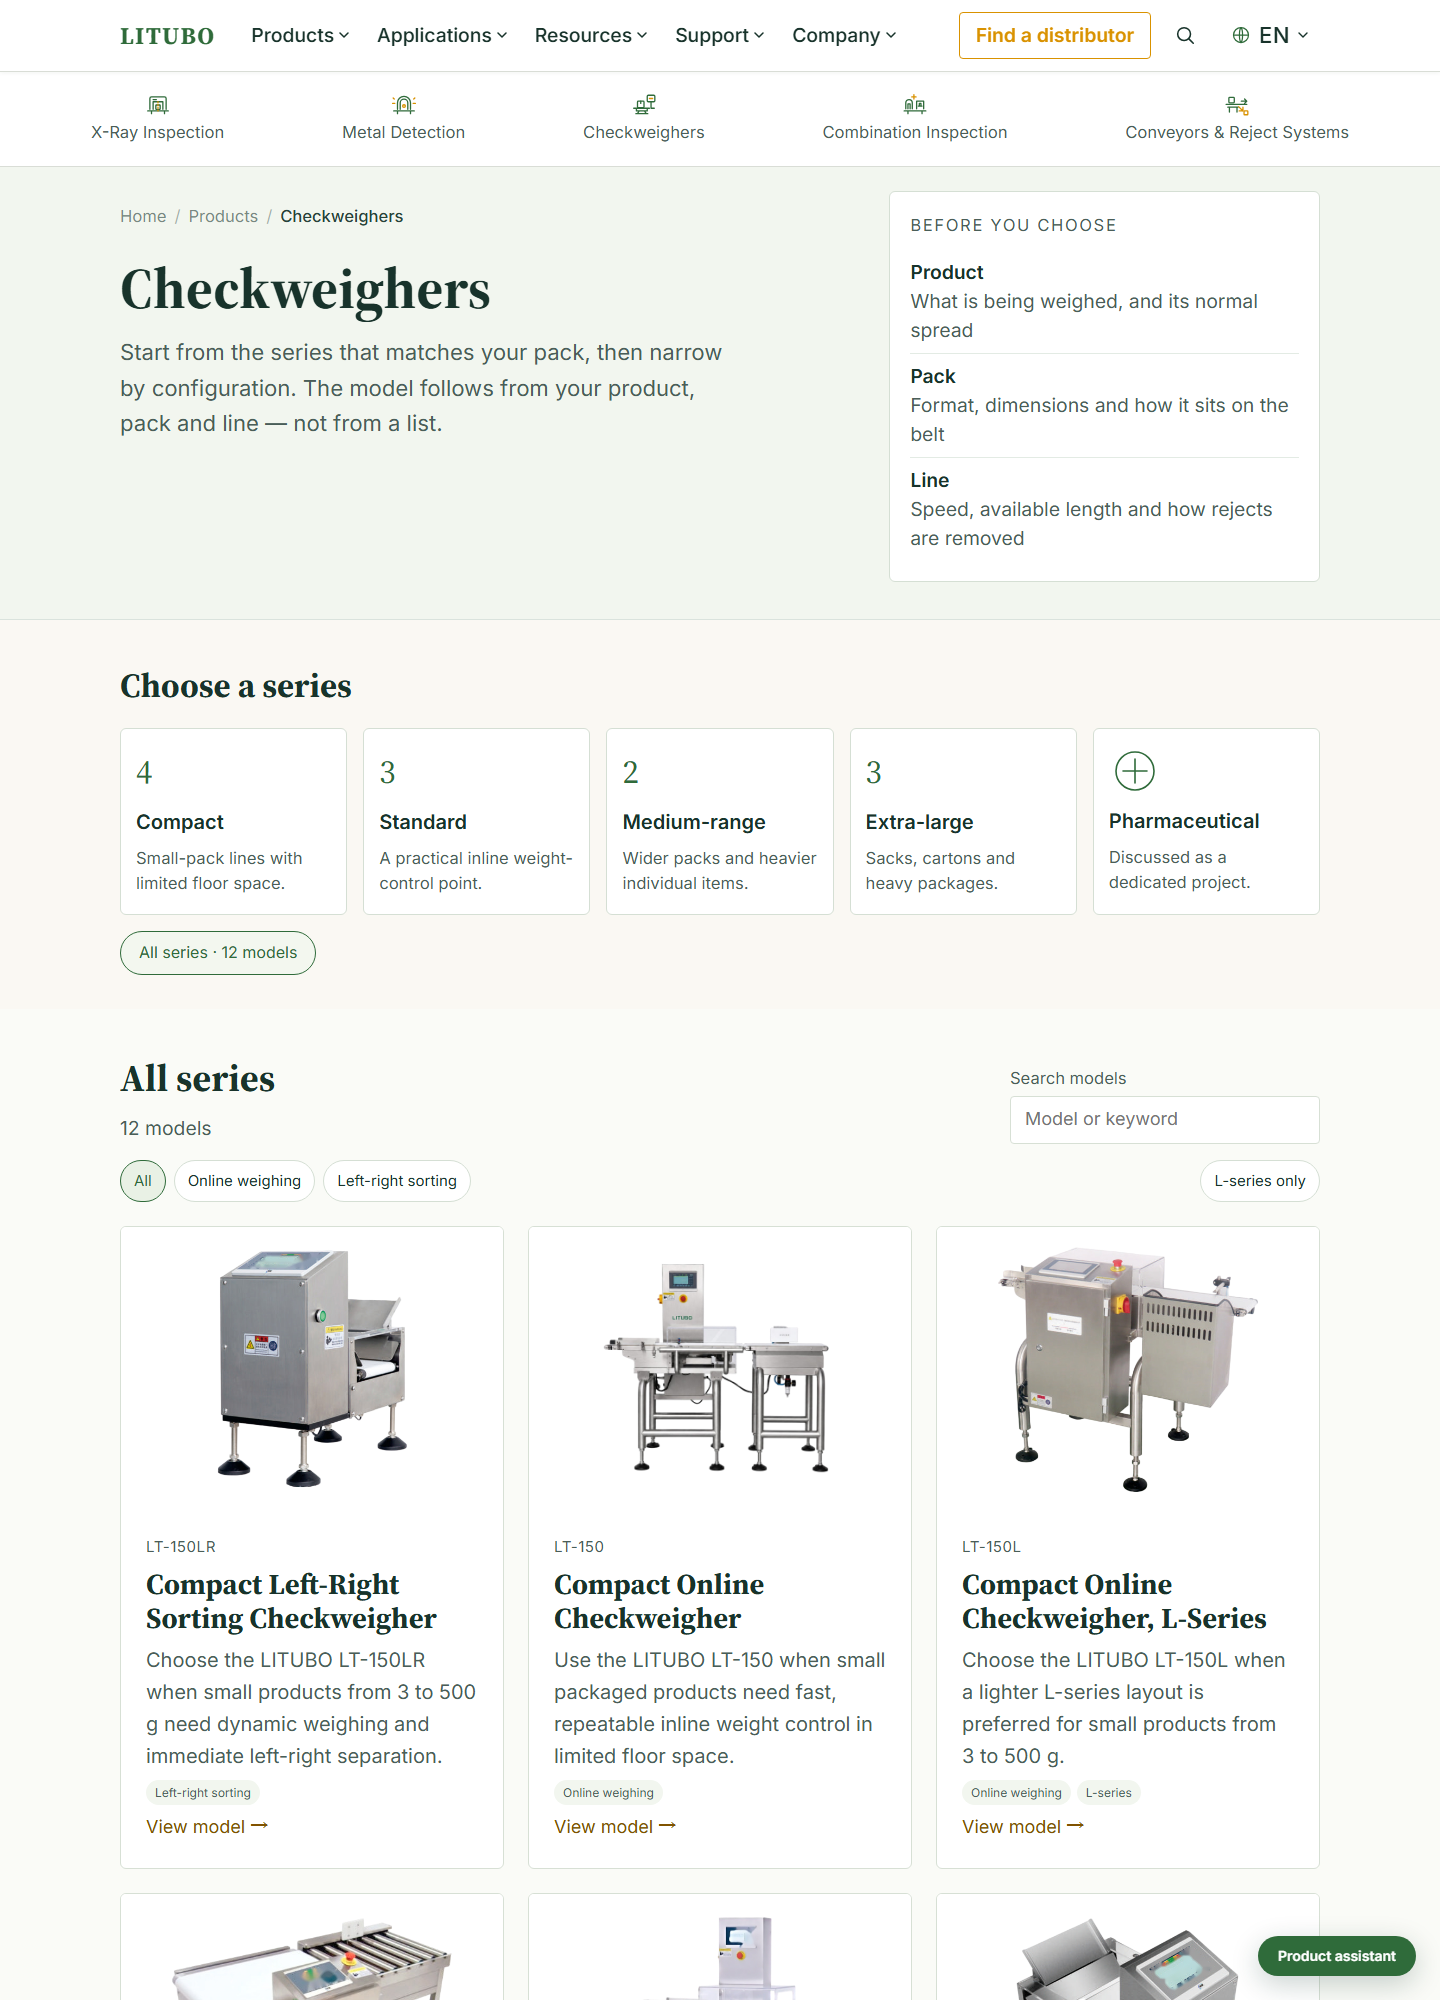 LITUBO
Products
Applications
Resources
Support
Company
Find a distributor
EN
X-Ray Inspection
Metal Detection
Checkweighers
Combination Inspection
Conveyors & Reject Systems
Home / Products / Checkweighers
Checkweighers
Start from the series that matches your pack, then narrow
by configuration. The model follows from your product,
pack and line — not from a list.
BEFORE YOU CHOOSE
Product
What is being weighed, and its normal
spread
Pack
Format, dimensions and how it sits on the
belt
Line
Speed, available length and how rejects
are removed
Choose a series
4
Compact
Small-pack lines with
limited floor space.
3
Standard
A practical inline weight-
control point.
2
Medium-range
Wider packs and heavier
individual items.
3
Extra-large
Sacks, cartons and
heavy packages.
Pharmaceutical
Discussed as a
dedicated project.
All series · 12 models
All series
12 models
Search models
Model or keyword
All
Online weighing
Left-right sorting
L-series only
LT-150LR
Compact Left-Right
Sorting Checkweigher
Choose the LITUBO LT-150LR
when small products from 3 to 500
g need dynamic weighing and
immediate left-right separation.
Left-right sorting
View model →
LITUBO
LT-150
Compact Online
Checkweigher
Use the LITUBO LT-150 when small
packaged products need fast,
repeatable inline weight control in
limited floor space.
Online weighing
View model →
LT-150L
Compact Online
Checkweigher, L-Series
Choose the LITUBO LT-150L when
a lighter L-series layout is
preferred for small products from
3 to 500 g.
Online weighing
L-series
View model →
Product assistant